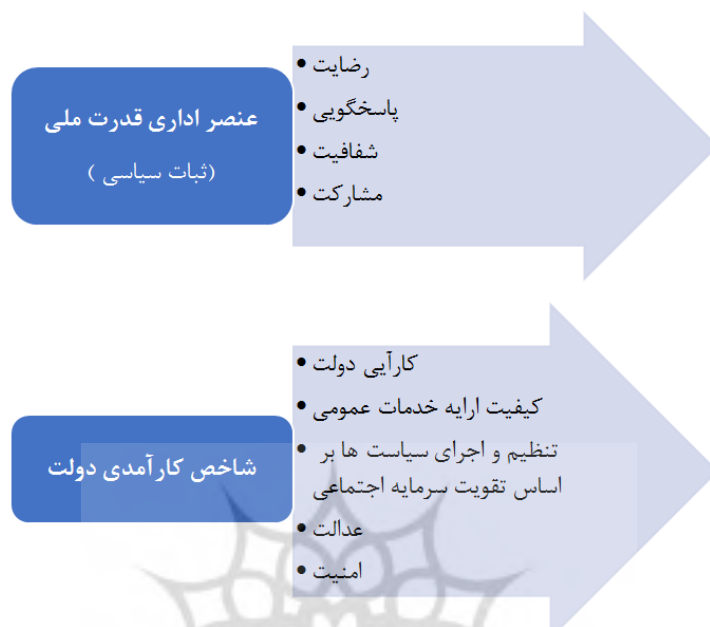 عنصر اداری قدرت ملی
(ثبات سیاسی )
• رضایت
• پاسخگویی
• شفافیت
• مشارکت
شاخص کارآمدی دولت
• کارآیی دولت
• کیفیت ارایه خدمات عمومی
• تنظیم و اجرای سیاست ها بر
اساس تقویت سرمایه اجتماعی
• عدالت
• امنیت